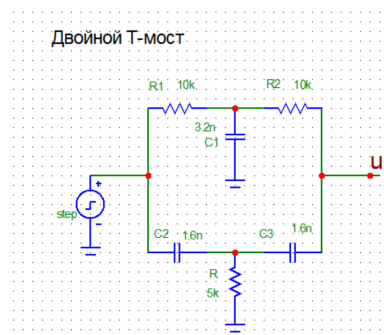 Двойной Т-мост
R1 10k
R2 10k
3.2n
C1
u
+
step
-
C2 1.6n
C3 1.6n
R
5k